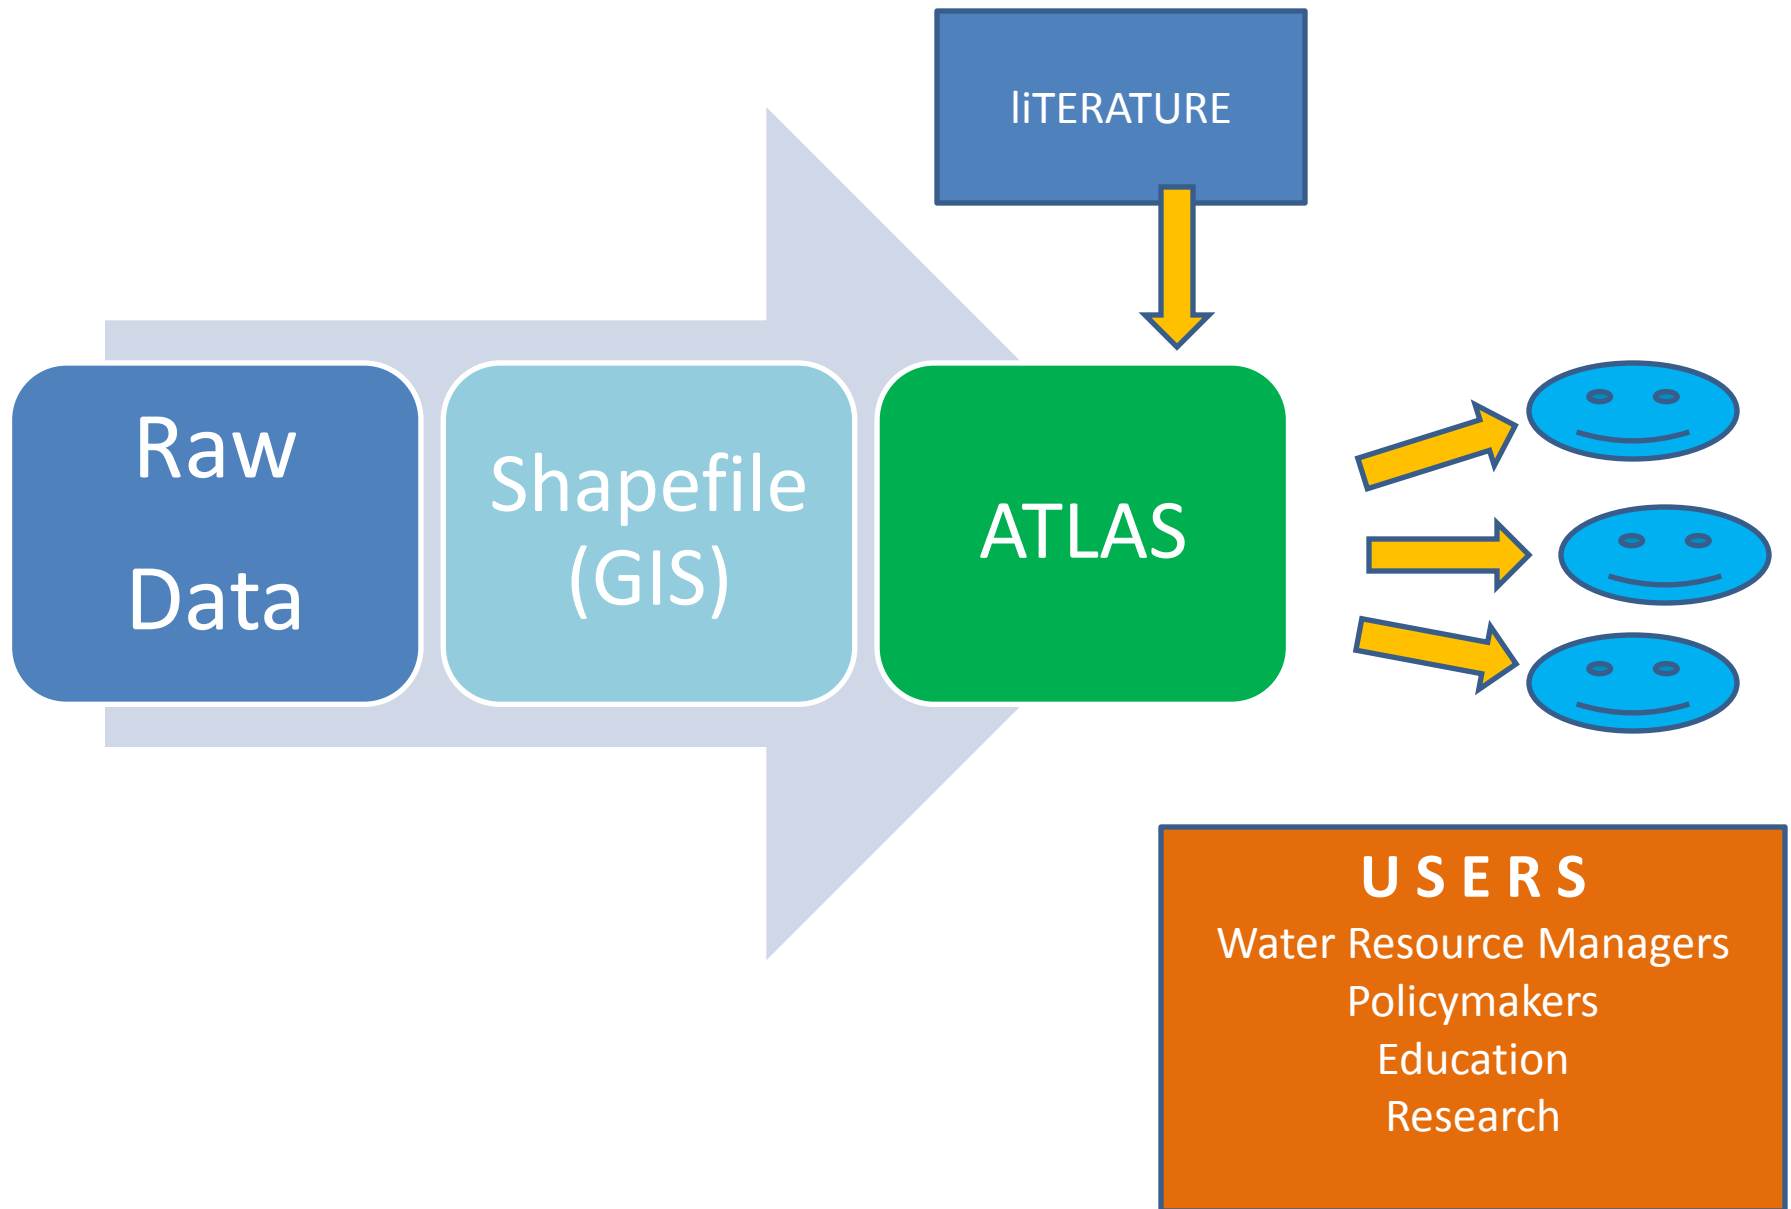 liTERATURE
Raw
Data
Shapefile
(GIS)
ATLAS
U S E R S
Water Resource Managers
Policymakers
Education
Research